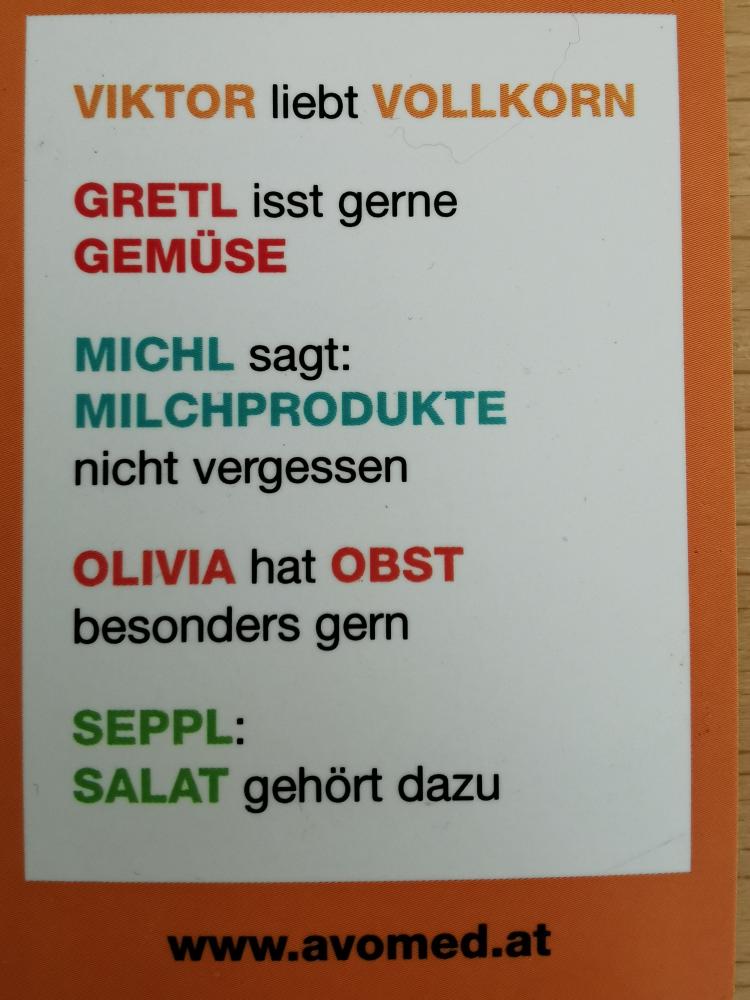 VIKTOR liebt VOLLKORN
GRETL isst gerne
GEMÜSE
MICHL sagt:
MILCHPRODUKTE
nicht vergessen
OLIVIA hat OBST
besonders gern
SEPPL:
SALAT gehört dazu
www.avomed.at